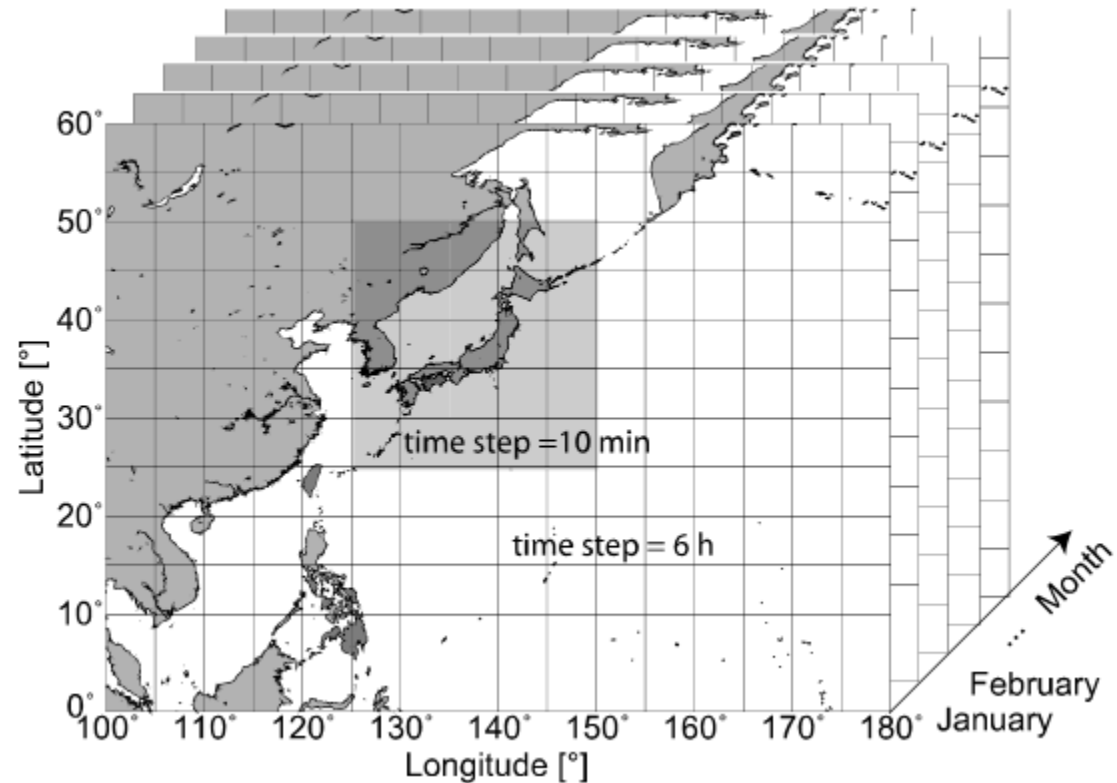 60°
50°
40°
30°
20°
10°
0°
Latitude [°]
time step =10 min
time step = 6 h
100° 110° 120° 130° 140° 150° 160° 170° 180°
Longitude [°]
Month
...
February
January